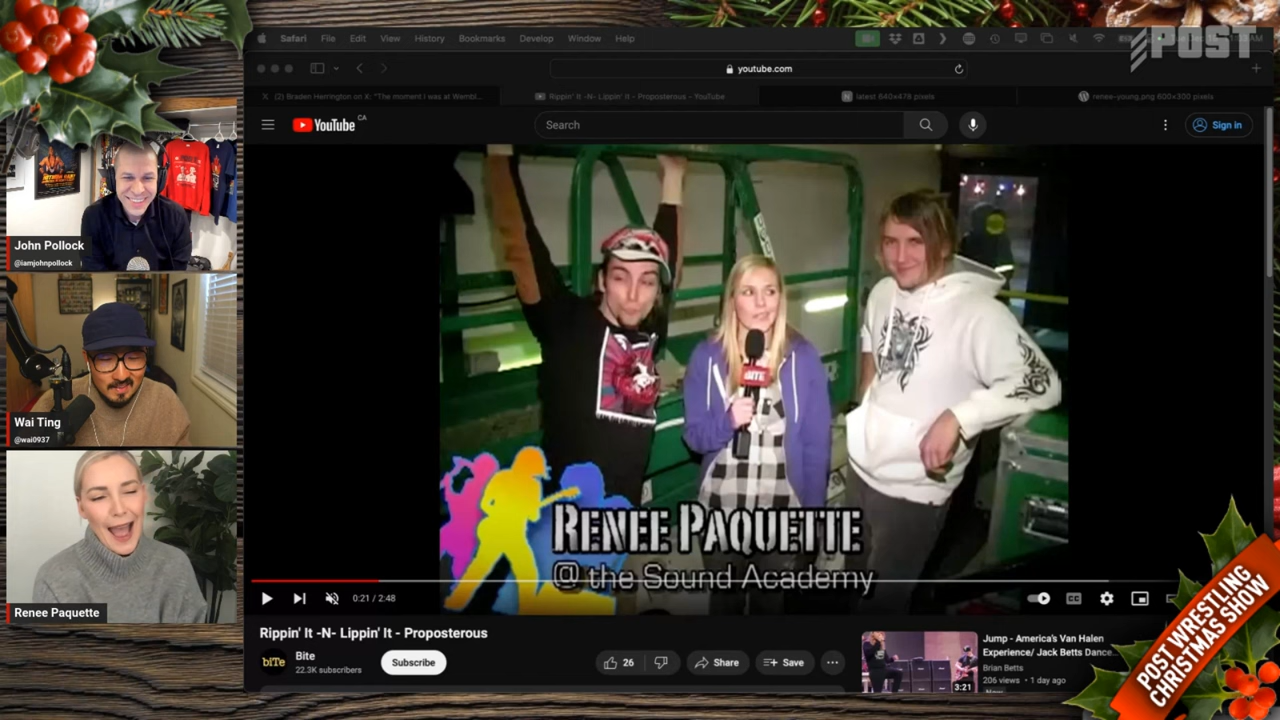 Safari File Edit View History Bookmarks Develop Window Help
POST
youtube.com
(2) Braden Herrington on X: "The moment I was at Wembl...
Rippin' It -N- Lippin' It - Proposterous - YouTube
latest 640×478 pixels
renee-young.png 600×300 pixels
YouTube CA
Search
Sign in
John Pollock
@iamjohnpollock
Wai Ting
@wai0937
Renee Paquette
BITE
RENEE PAQUETTE
@ the Sound Academy
0:21 / 2:48
CC
Rippin' It -N- Lippin' It - Proposterous
biTe
Bite
22.3K subscribers
Subscribe
26
Share
Save
Jump - America's Van Halen
Experience/ Jack Betts Dance...
Brian Betts
206 views • 1 day ago
New
3:21
POST WRESTLING
CHRISTMAS SHOW